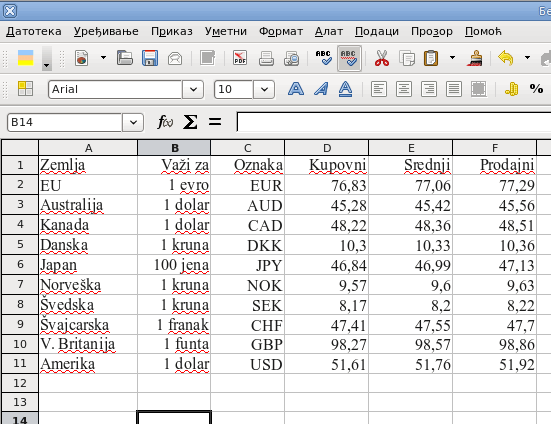 Бе
Датотека Уређивање Приказ Уметни Формат Алат Подаци Прозор Помоћ
PDF ABC ABC
Arial 10 A A A %
B14 f(x) Σ =
A B C D E F
1 Zemlja Važi za Oznaka Kupovni Srednji Prodajni
2 EU 1 evro EUR 76,83 77,06 77,29
3 Australija 1 dolar AUD 45,28 45,42 45,56
4 Kanada 1 dolar CAD 48,22 48,36 48,51
5 Danska 1 kruna DKK 10,3 10,33 10,36
6 Japan 100 jena JPY 46,84 46,99 47,13
7 Norveška 1 kruna NOK 9,57 9,6 9,63
8 Švedska 1 kruna SEK 8,17 8,2 8,22
9 Švajcarska 1 franak CHF 47,41 47,55 47,7
10 V. Britanija 1 funta GBP 98,27 98,57 98,86
11 Amerika 1 dolar USD 51,61 51,76 51,92
12
13
14